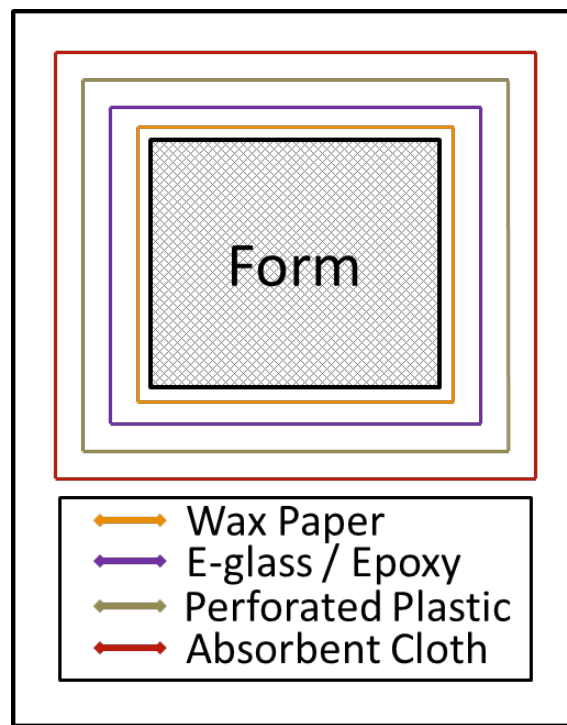 Form
Wax Paper
E-glass / Epoxy
Perforated Plastic
Absorbent Cloth